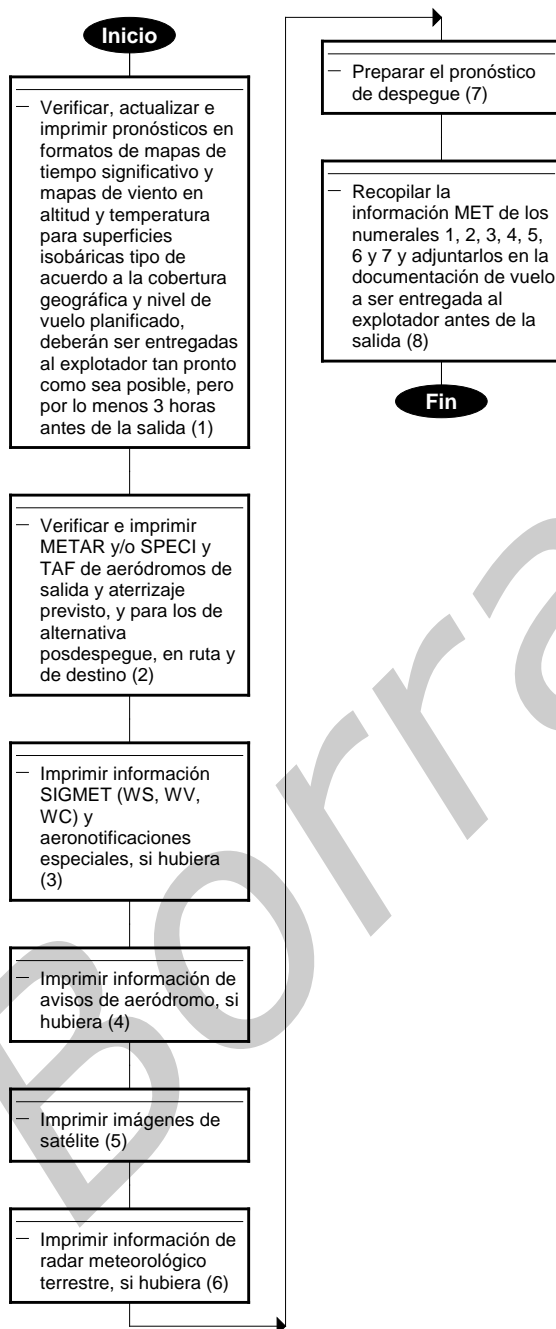 Inicio
– Verificar, actualizar e
imprimir pronósticos en
formatos de mapas de
tiempo significativo y
mapas de viento en
altitud y temperatura
para superficies
isobáricas tipo de
acuerdo a la cobertura
geográfica y nivel de
vuelo planificado,
deberán ser entregadas
al explotador tan pronto
como sea posible, pero
por lo menos 3 horas
antes de la salida (1)
– Verificar e imprimir
METAR y/o SPECI y
TAF de aeródromos de
salida y aterrizaje
previsto, y para los de
alternativa
posdespegue, en ruta y
de destino (2)
– Imprimir información
SIGMET (WS, WV,
WC) y
aeronotificaciones
especiales, si hubiera
(3)
– Imprimir información de
avisos de aeródromo, si
hubiera (4)
– Imprimir imágenes de
satélite (5)
– Imprimir información de
radar meteorológico
terrestre, si hubiera (6)
– Preparar el pronóstico
de despegue (7)
– Recopilar la
información MET de los
numerales 1, 2, 3, 4, 5,
6 y 7 y adjuntarlos en la
documentación de vuelo
a ser entregada al
explotador antes de la
salida (8)
Fin
Borra